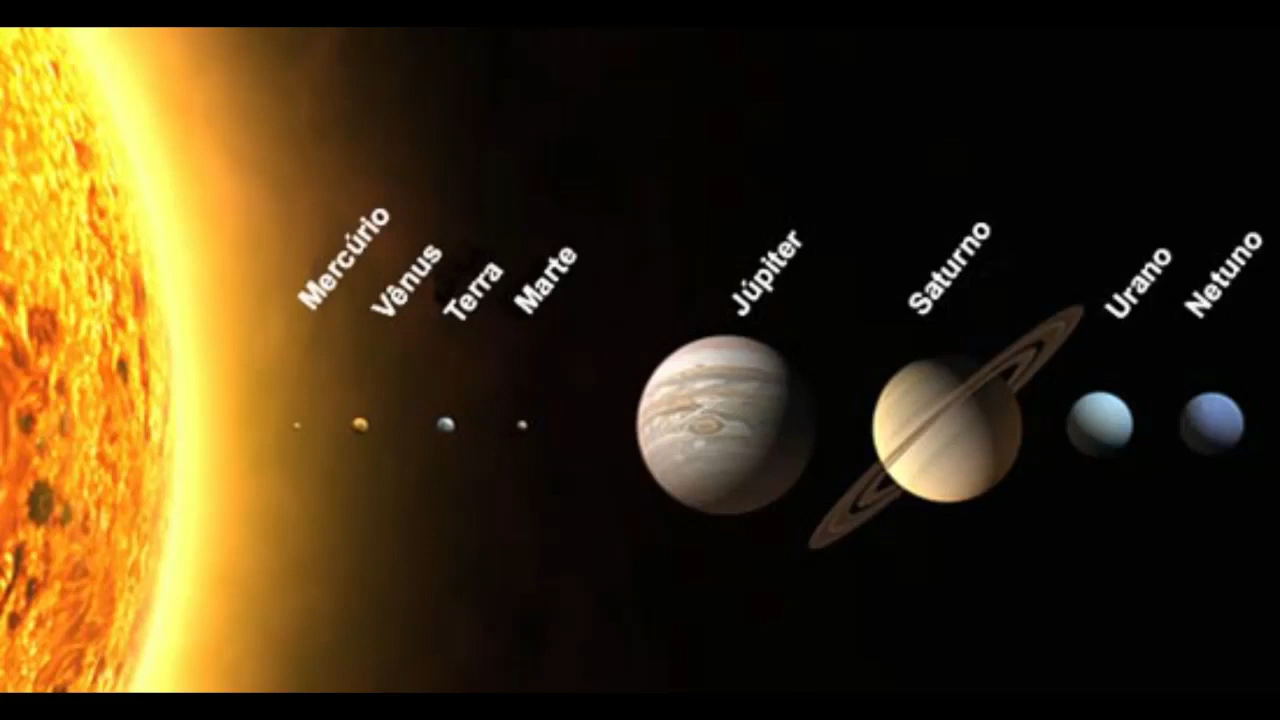 Mercúrio
Vênus
Terra
Marte
Júpiter
Saturno
Urano
Netuno